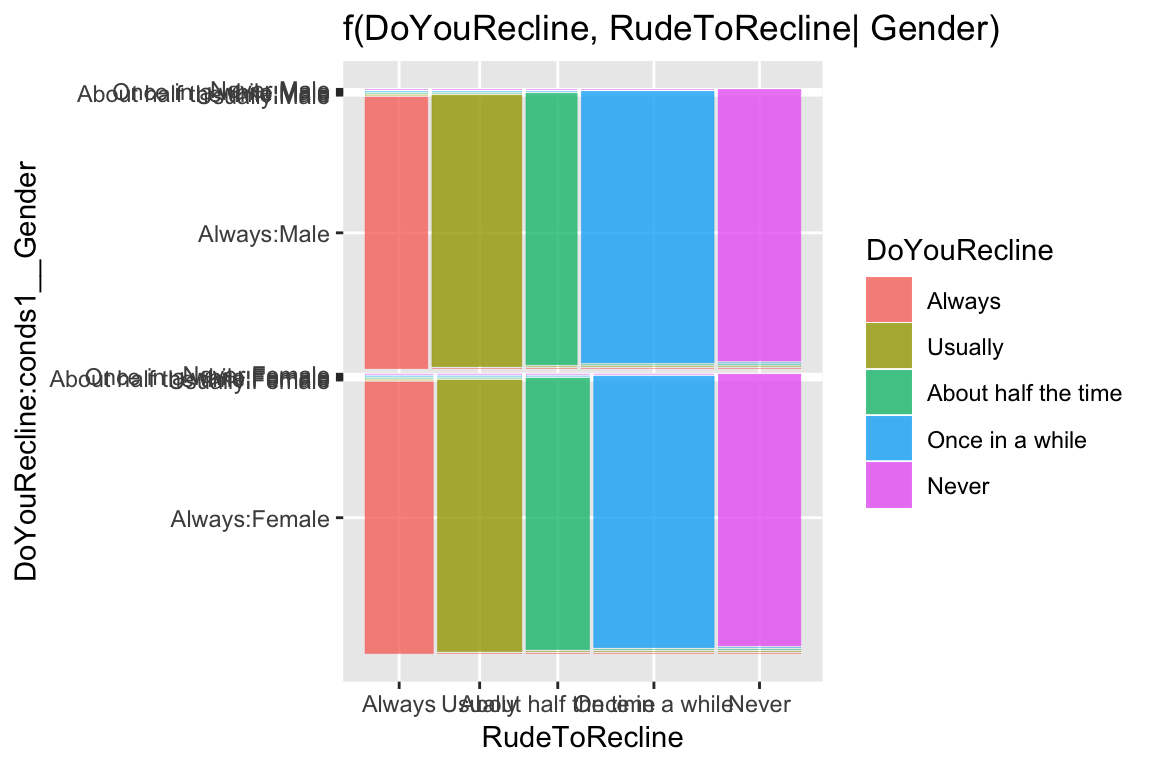 f(DoYouRecline, RudeToRecline| Gender)
DoYouRecline:conds1__Gender
Never:Male
Once in a while:Male
About half the time:Male
Usually:Male
Always:Male
Never:Female
Once in a while:Female
About half the time:Female
Usually:Female
Always:Female
Always Usually About half the time Once in a while Never
RudeToRecline
DoYouRecline
Always
Usually
About half the time
Once in a while
Never